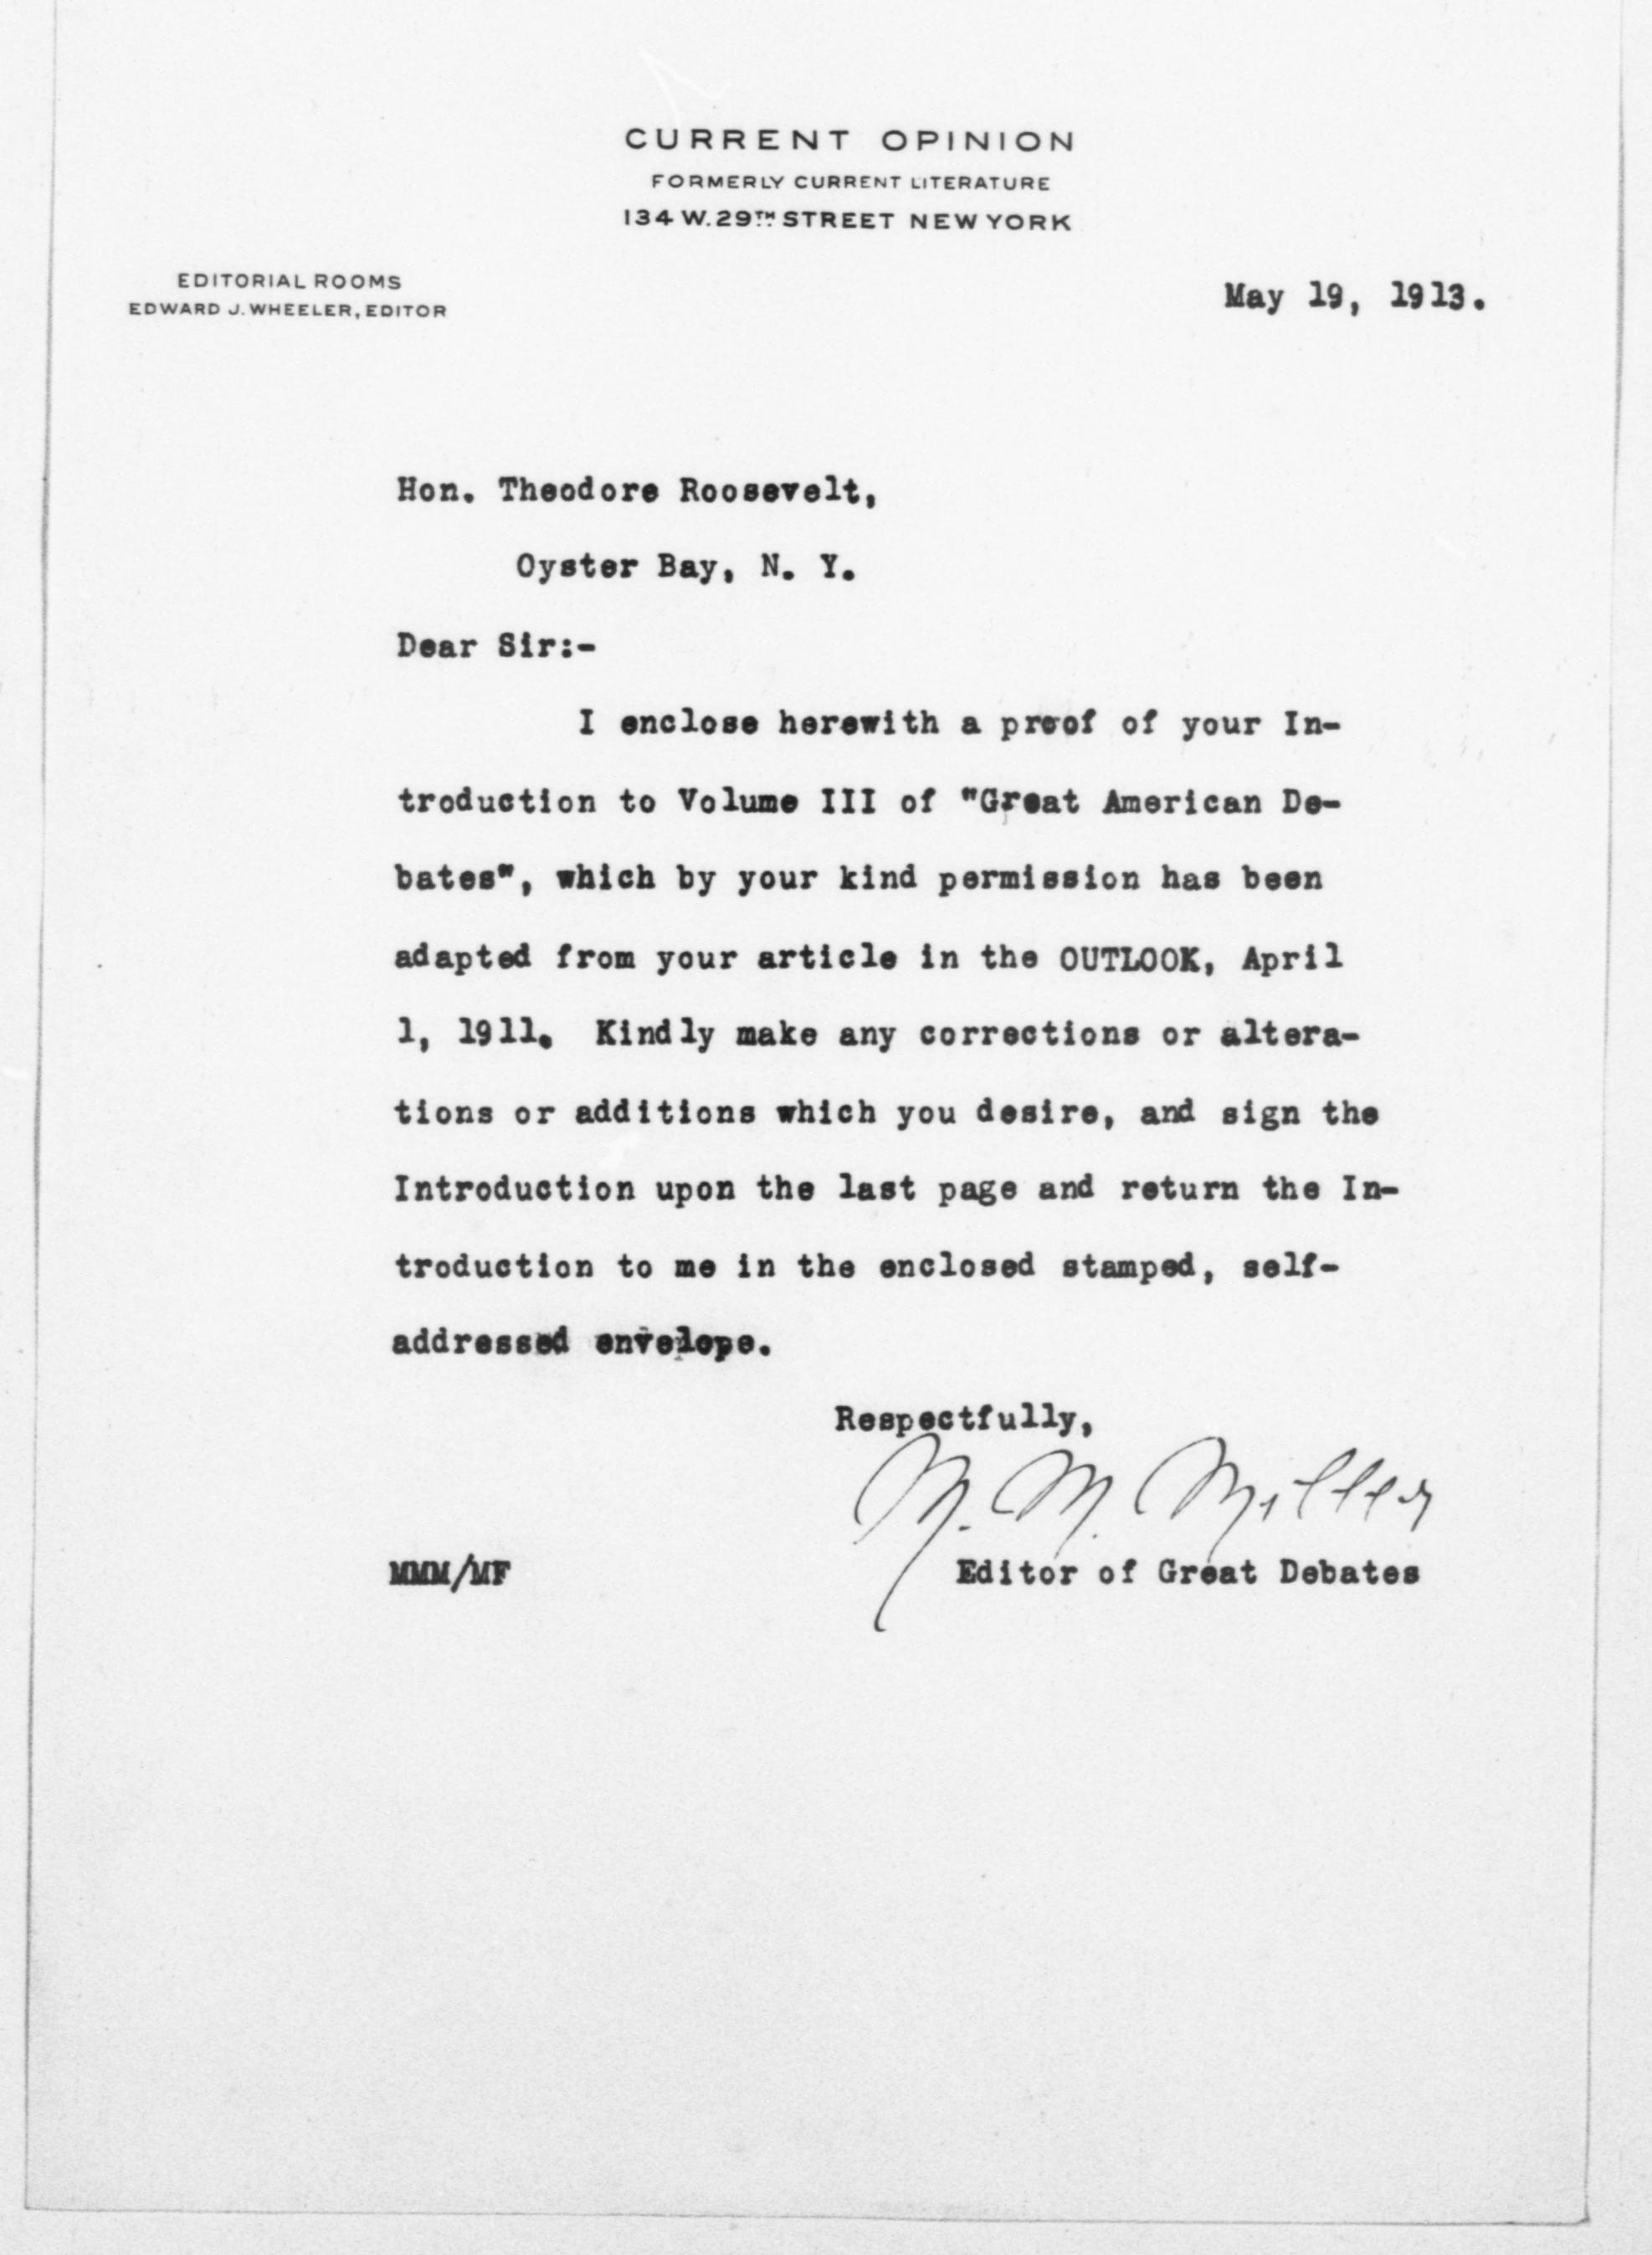 CURRENT OPINION
FORMERLY CURRENT LITERATURE
134 W. 29TH STREET NEW YORK
EDITORIAL ROOMS
EDWARD J. WHEELER, EDITOR
May 19, 1913.
Hon. Theodore Roosevelt,
Oyster Bay, N. Y.
Dear Sir:-
I enclose herewith a proof of your In-
troduction to Volume III of "Great American De-
bates", which by your kind permission has been
adapted from your article in the OUTLOOK, April
1, 1911. Kindly make any corrections or altera-
tions or additions which you desire, and sign the
Introduction upon the last page and return the In-
troduction to me in the enclosed stamped, self-
addressed envelope.
Respectfully,
M. M. Miller
MMM/MF
Editor of Great Debates